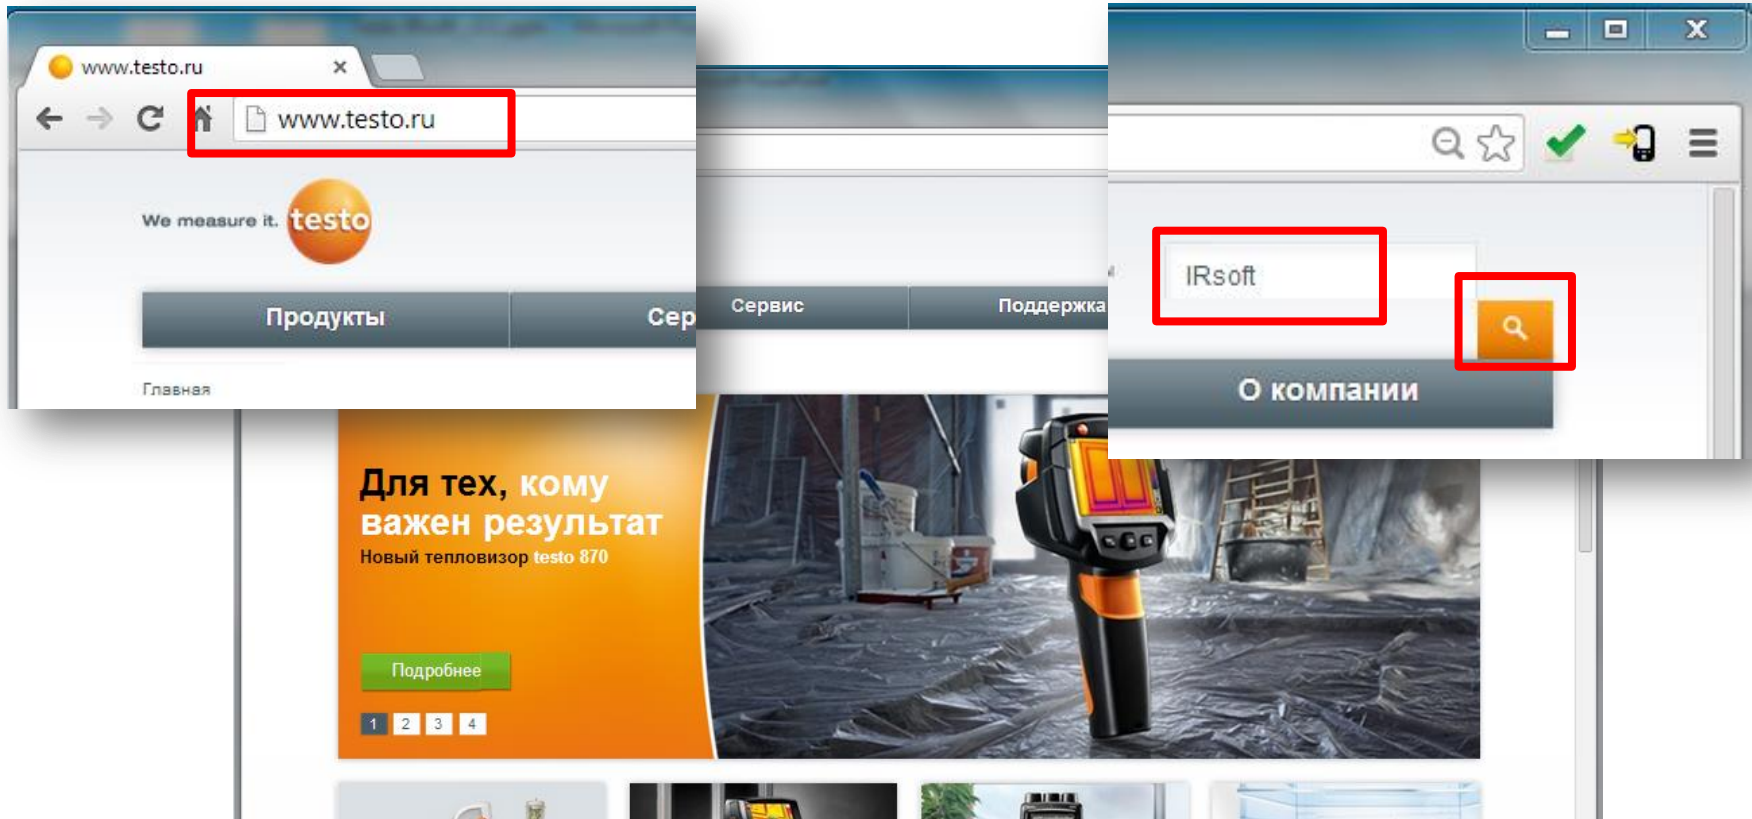 www.testo.ru
www.testo.ru
We measure it. testo
Продукты
Сер
Главная
Сервис
Поддержка
IRsoft
О компании
Для тех, кому
важен результат
Новый тепловизор testo 870
Подробнее
1 2 3 4